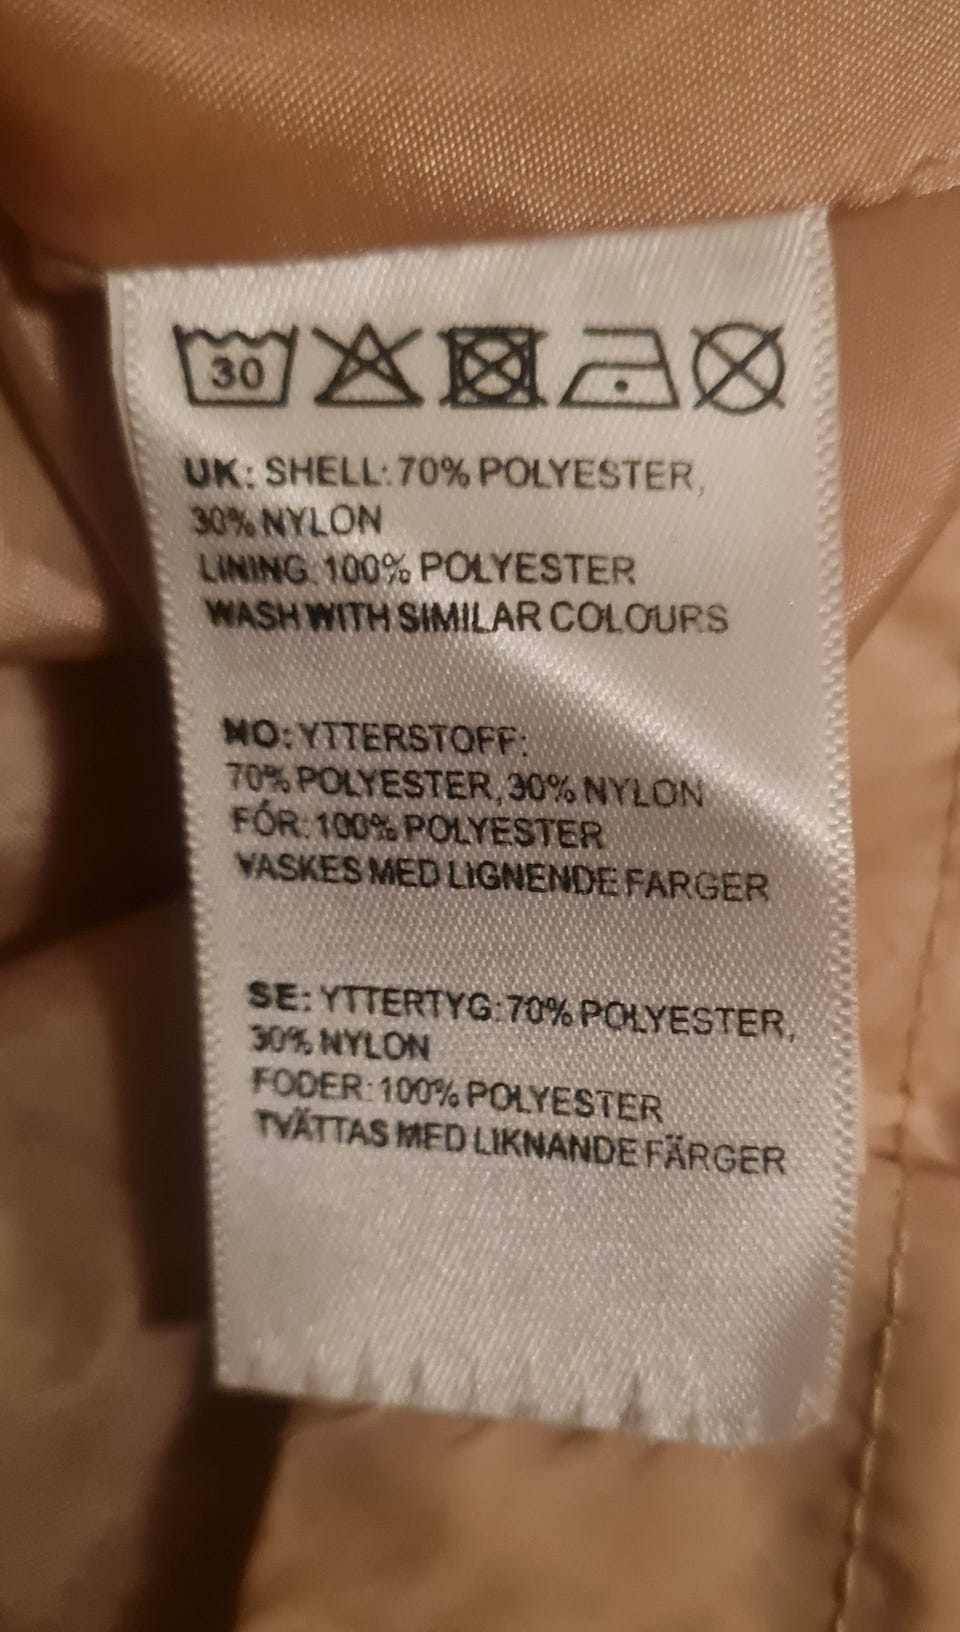 30
UK: SHELL: 70% POLYESTER,
30% NYLON
LINING: 100% POLYESTER
WASH WITH SIMILAR COLOURS
NO: YTTERSTOFF:
70% POLYESTER, 30% NYLON
FÓR: 100% POLYESTER
VASKES MED LIGNENDE FARGER
SE: YTTERTYG: 70% POLYESTER,
30% NYLON
FODER: 100% POLYESTER
TVÄTTAS MED LIKNANDE FÄRGER